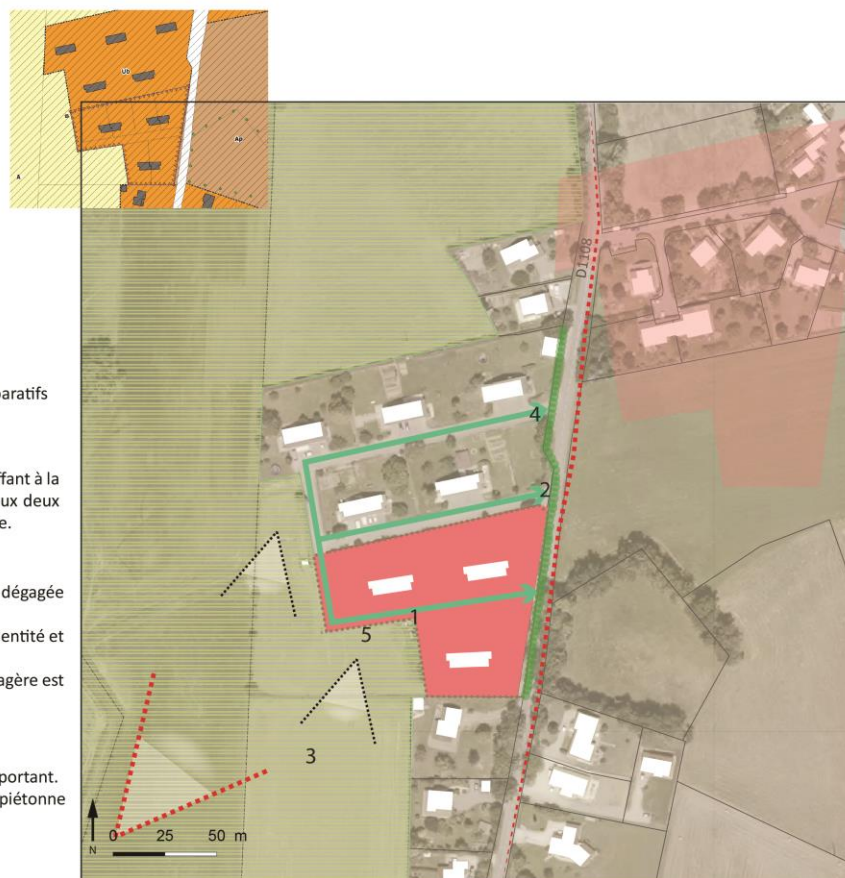 Ub
Ap
A
D1108
aratifs
4
ffant à la
ux deux
2
e.
dégagée
1
entité et
5
agère est
3
portant.
piétonne
0 25 50 m
N